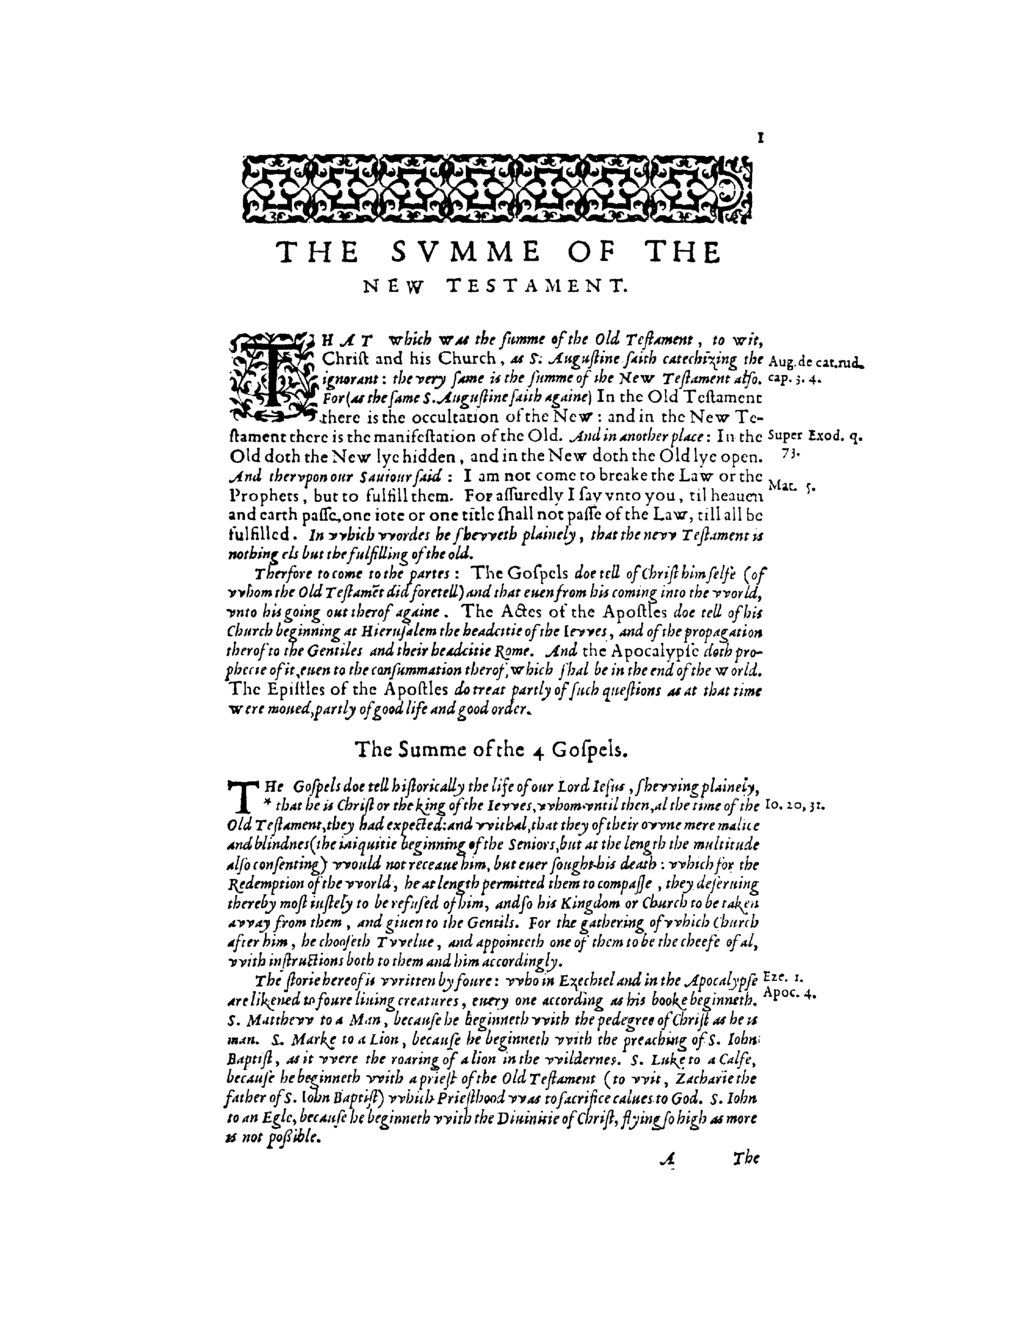 1
THE SVMME OF THE
NEW TESTAMENT.
THAT which was the ſumme of the Old Teſtament, to wit,
Chriſt and his Church, as S. Auguſtine ſaith catechizing the
ignorant: the very ſame is the ſumme of the New Teſtament alſo.
For (as the ſame S. Auguſtine ſaith againe) In the Old Teſtament
there is the occultation of the New: and in the New Te-
ſtament there is the manifeſtation of the Old. And in another place: In the
Old doth the New lye hidden, and in the New doth the Old lye open.
And thervpon our Sauiour ſaid: I am not come to breake the Law or the
Prophets, but to fulfill them. For aſſuredly I ſay vnto you, til heauen
and earth paſſe, one iote or one title ſhall not paſſe of the Law, till all be
fulfilled. In vvhich vvordes he ſhevveth plainely, that the nevv Teſtament is
nothing els but the fulfilling of the old.
Aug. de cat. rud.
cap. 3. 4.
Super Exod. q.
73.
Mat. 5.
Therfore to come to the partes: The Goſpels doe tell of Chriſt himſelfe (of
vvhom the Old Teſtamēt did foretell) and that euen from his coming into the vvorld,
vnto his going out therof againe. The Actes of the Apoſtles doe tell of his
Church beginning at Hieruſalem the headcitie of the Ievves, and of the propagation
therof to the Gentiles and their headcitie Rome. And the Apocalypſe doth pro-
phecie of it, euen to the conſummation therof, which ſhal be in the end of the world.
The Epiſtles of the Apoſtles do treat partly of ſuch queſtions as at that time
were moued, partly of good life and good order.
The Summe of the 4 Goſpels.
THe Goſpels doe tell hiſtorically the life of our Lord Ieſus, ſhevving plainely,
* that he is Chriſt or the king of the Ievves, vvhom vntil then, al the time of the
Old Teſtament, they had expected: and vvithal, that they of their ovvne mere malice
and blindnes (the iniquitie beginning of the Seniors, but at the length the multitude
alſo conſenting) vvould not receaue him, but euer ſought his death: vvhich for the
Redemption of the vvorld, he at length permitted them to compaſſe, they deſeruing
thereby moſt iuſtely to be refuſed of him, and ſo his Kingdom or Church to be taken
avvay from them, and giuen to the Gentils. For the gathering of vvhich Church
after him, he chooſeth Tvvelue, and appointeth one of them to be the cheefe of al,
vvith inſtructions both to them and him accordingly.
Io. 20, 31.
The ſtorie hereof is vvritten by foure: vvho in Ezechiel and in the Apocalypſe
are likened to foure liuing creatures, euery one according as his booke beginneth.
S. Matthevv to a Man, becauſe he beginneth vvith the pedegree of Chriſt as he is
man. S. Marke to a Lion, becauſe he beginneth vvith the preaching of S. Iohn
Baptiſt, as it vvere the roaring of a lion in the vvildernes. S. Luke to a Calfe,
becauſe he beginneth vvith a prieſt of the Old Teſtament (to vvit, Zacharie the
father of S. Iohn Baptiſt) vvhich Prieſthood vvas to ſacrifice calues to God. S. Iohn
to an Egle, becauſe he beginneth vvith the Diuinitie of Chriſt, flying ſo high as more
is not poſsible.
Eze. 1.
Apoc. 4.
A The